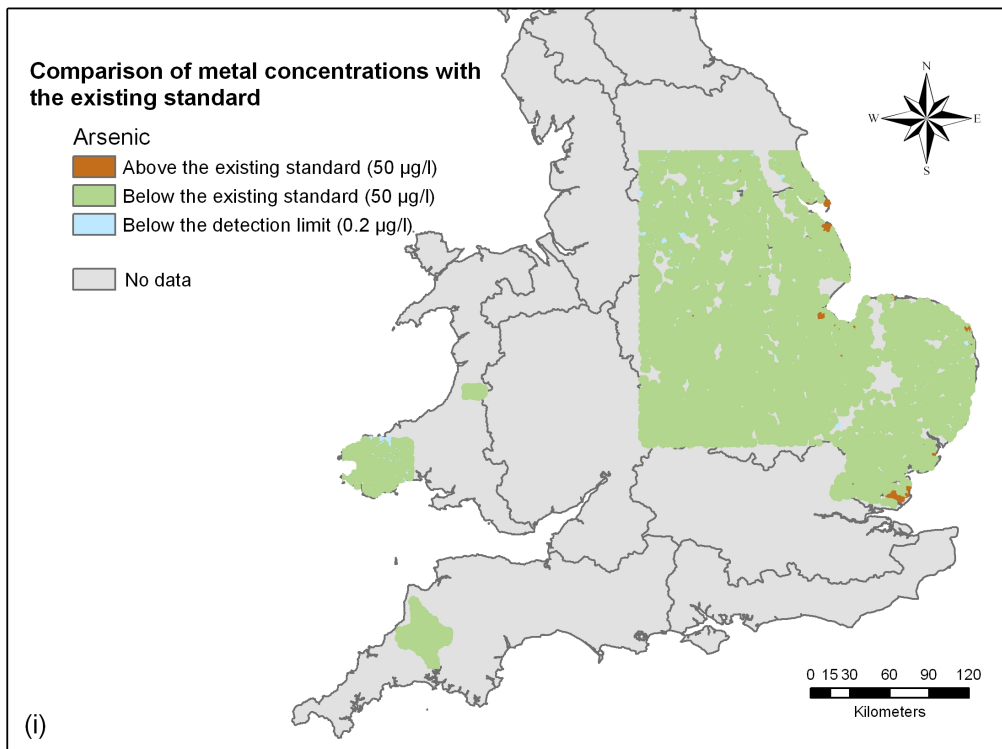 Comparison of metal concentrations with
the existing standard
Arsenic
Above the existing standard (50 µg/l)
Below the existing standard (50 µg/l)
Below the detection limit (0.2 µg/l)
No data
N
W E
S
0 15 30 60 90 120
Kilometers
(i)